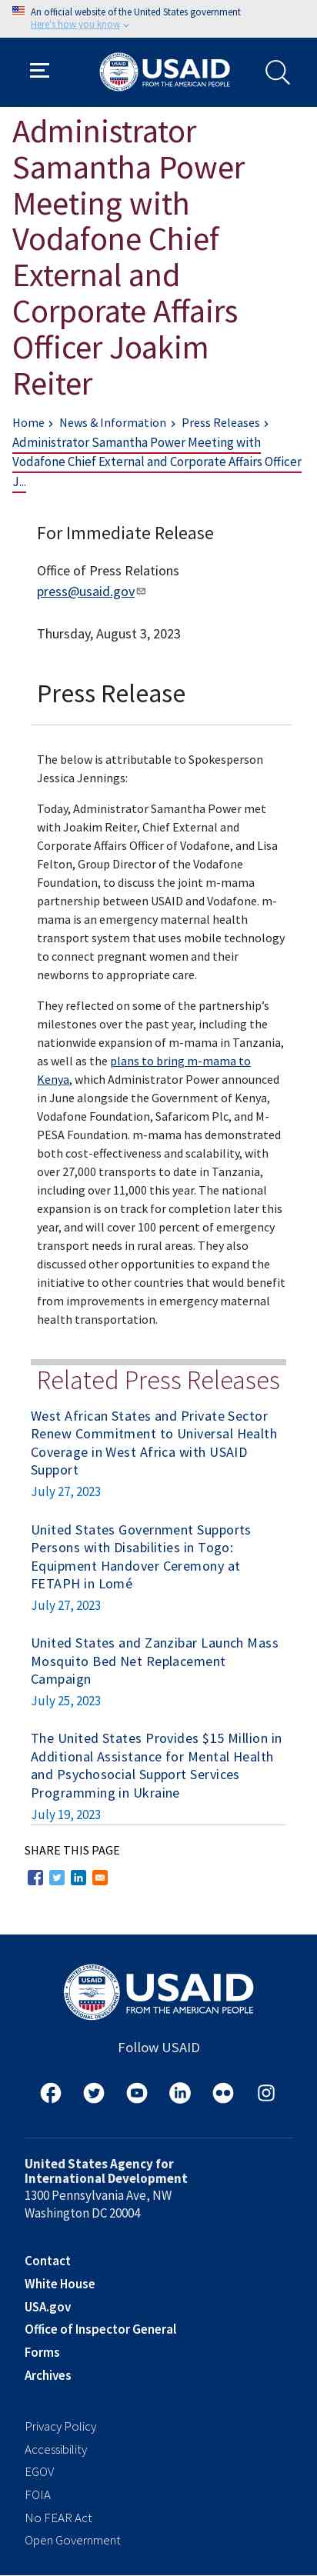 An official website of the United States government
Here's how you know
USAID
FROM THE AMERICAN PEOPLE
Administrator
Samantha Power
Meeting with
Vodafone Chief
External and
Corporate Affairs
Officer Joakim
Reiter
Home > News & Information > Press Releases >
Administrator Samantha Power Meeting with
Vodafone Chief External and Corporate Affairs Officer
J...
For Immediate Release
Office of Press Relations
press@usaid.gov
Thursday, August 3, 2023
Press Release
The below is attributable to Spokesperson
Jessica Jennings:
Today, Administrator Samantha Power met
with Joakim Reiter, Chief External and
Corporate Affairs Officer of Vodafone, and Lisa
Felton, Group Director of the Vodafone
Foundation, to discuss the joint m-mama
partnership between USAID and Vodafone. m-
mama is an emergency maternal health
transport system that uses mobile technology
to connect pregnant women and their
newborns to appropriate care.
They reflected on some of the partnership's
milestones over the past year, including the
nationwide expansion of m-mama in Tanzania,
as well as the plans to bring m-mama to
Kenya, which Administrator Power announced
in June alongside the Government of Kenya,
Vodafone Foundation, Safaricom Plc, and M-
PESA Foundation. m-mama has demonstrated
both cost-effectiveness and scalability, with
over 27,000 transports to date in Tanzania,
including over 11,000 this year. The national
expansion is on track for completion later this
year, and will cover 100 percent of emergency
transport needs in rural areas. They also
discussed other opportunities to expand the
initiative to other countries that would benefit
from improvements in emergency maternal
health transportation.
Related Press Releases
West African States and Private Sector
Renew Commitment to Universal Health
Coverage in West Africa with USAID
Support
July 27, 2023
United States Government Supports
Persons with Disabilities in Togo:
Equipment Handover Ceremony at
FETAPH in Lomé
July 27, 2023
United States and Zanzibar Launch Mass
Mosquito Bed Net Replacement
Campaign
July 25, 2023
The United States Provides $15 Million in
Additional Assistance for Mental Health
and Psychosocial Support Services
Programming in Ukraine
July 19, 2023
SHARE THIS PAGE
USAID
FROM THE AMERICAN PEOPLE
Follow USAID
United States Agency for
International Development
1300 Pennsylvania Ave, NW
Washington DC 20004
Contact
White House
USA.gov
Office of Inspector General
Forms
Archives
Privacy Policy
Accessibility
EGOV
FOIA
No FEAR Act
Open Government